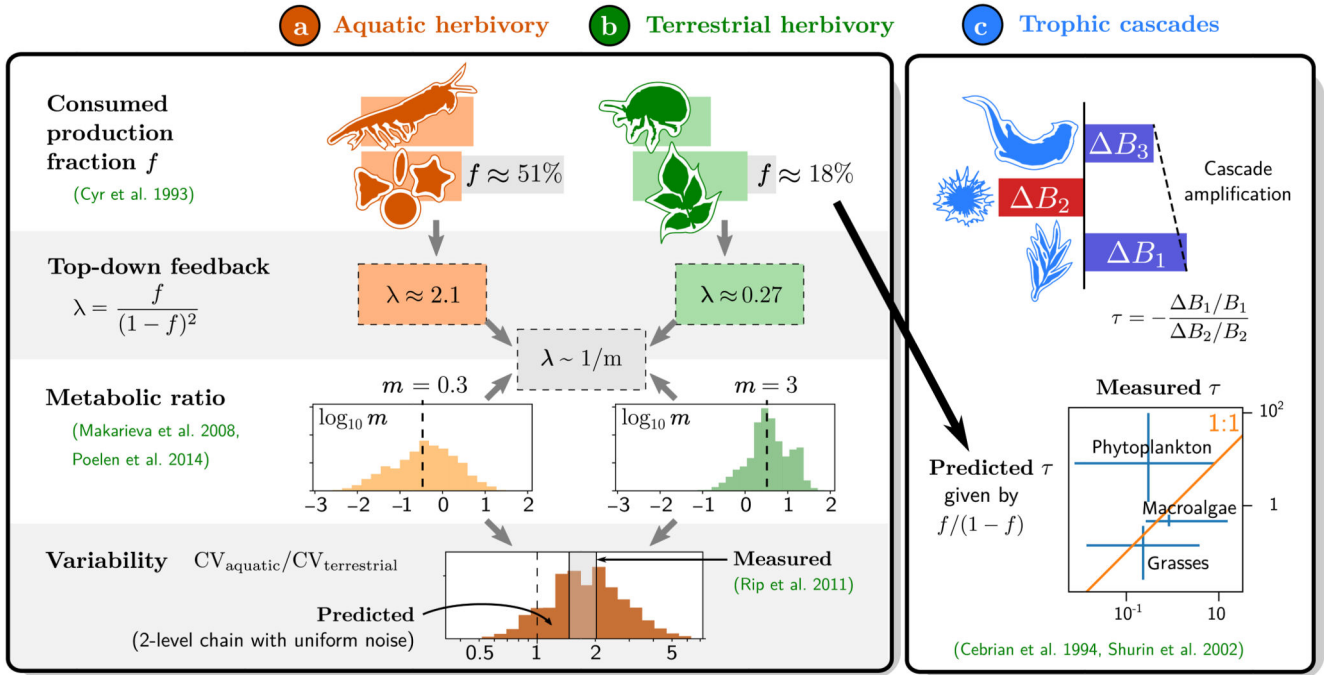 a Aquatic herbivory
b Terrestrial herbivory
c Trophic cascades
Consumed
production
fraction f
(Cyr et al. 1993)
f ≈ 51%
f ≈ 18%
Top-down feedback
λ = f / (1 − f)²
λ ≈ 2.1
λ ≈ 0.27
λ ~ 1/m
Metabolic ratio
(Makarieva et al. 2008,
Poelen et al. 2014)
m = 0.3
log₁₀ m
−3 −2 −1 0 1 2
m = 3
log₁₀ m
−3 −2 −1 0 1 2
Variability CV_aquatic/CV_terrestrial
Predicted
(2-level chain with uniform noise)
Measured
(Rip et al. 2011)
0.5 1 2 5
ΔB₃
ΔB₂
ΔB₁
Cascade
amplification
τ = − (ΔB₁/B₁) / (ΔB₂/B₂)
Measured τ
Predicted τ
given by
f/(1 − f)
1:1
10²
Phytoplankton
Macroalgae
1
Grasses
10⁻¹ 10
(Cebrian et al. 1994, Shurin et al. 2002)